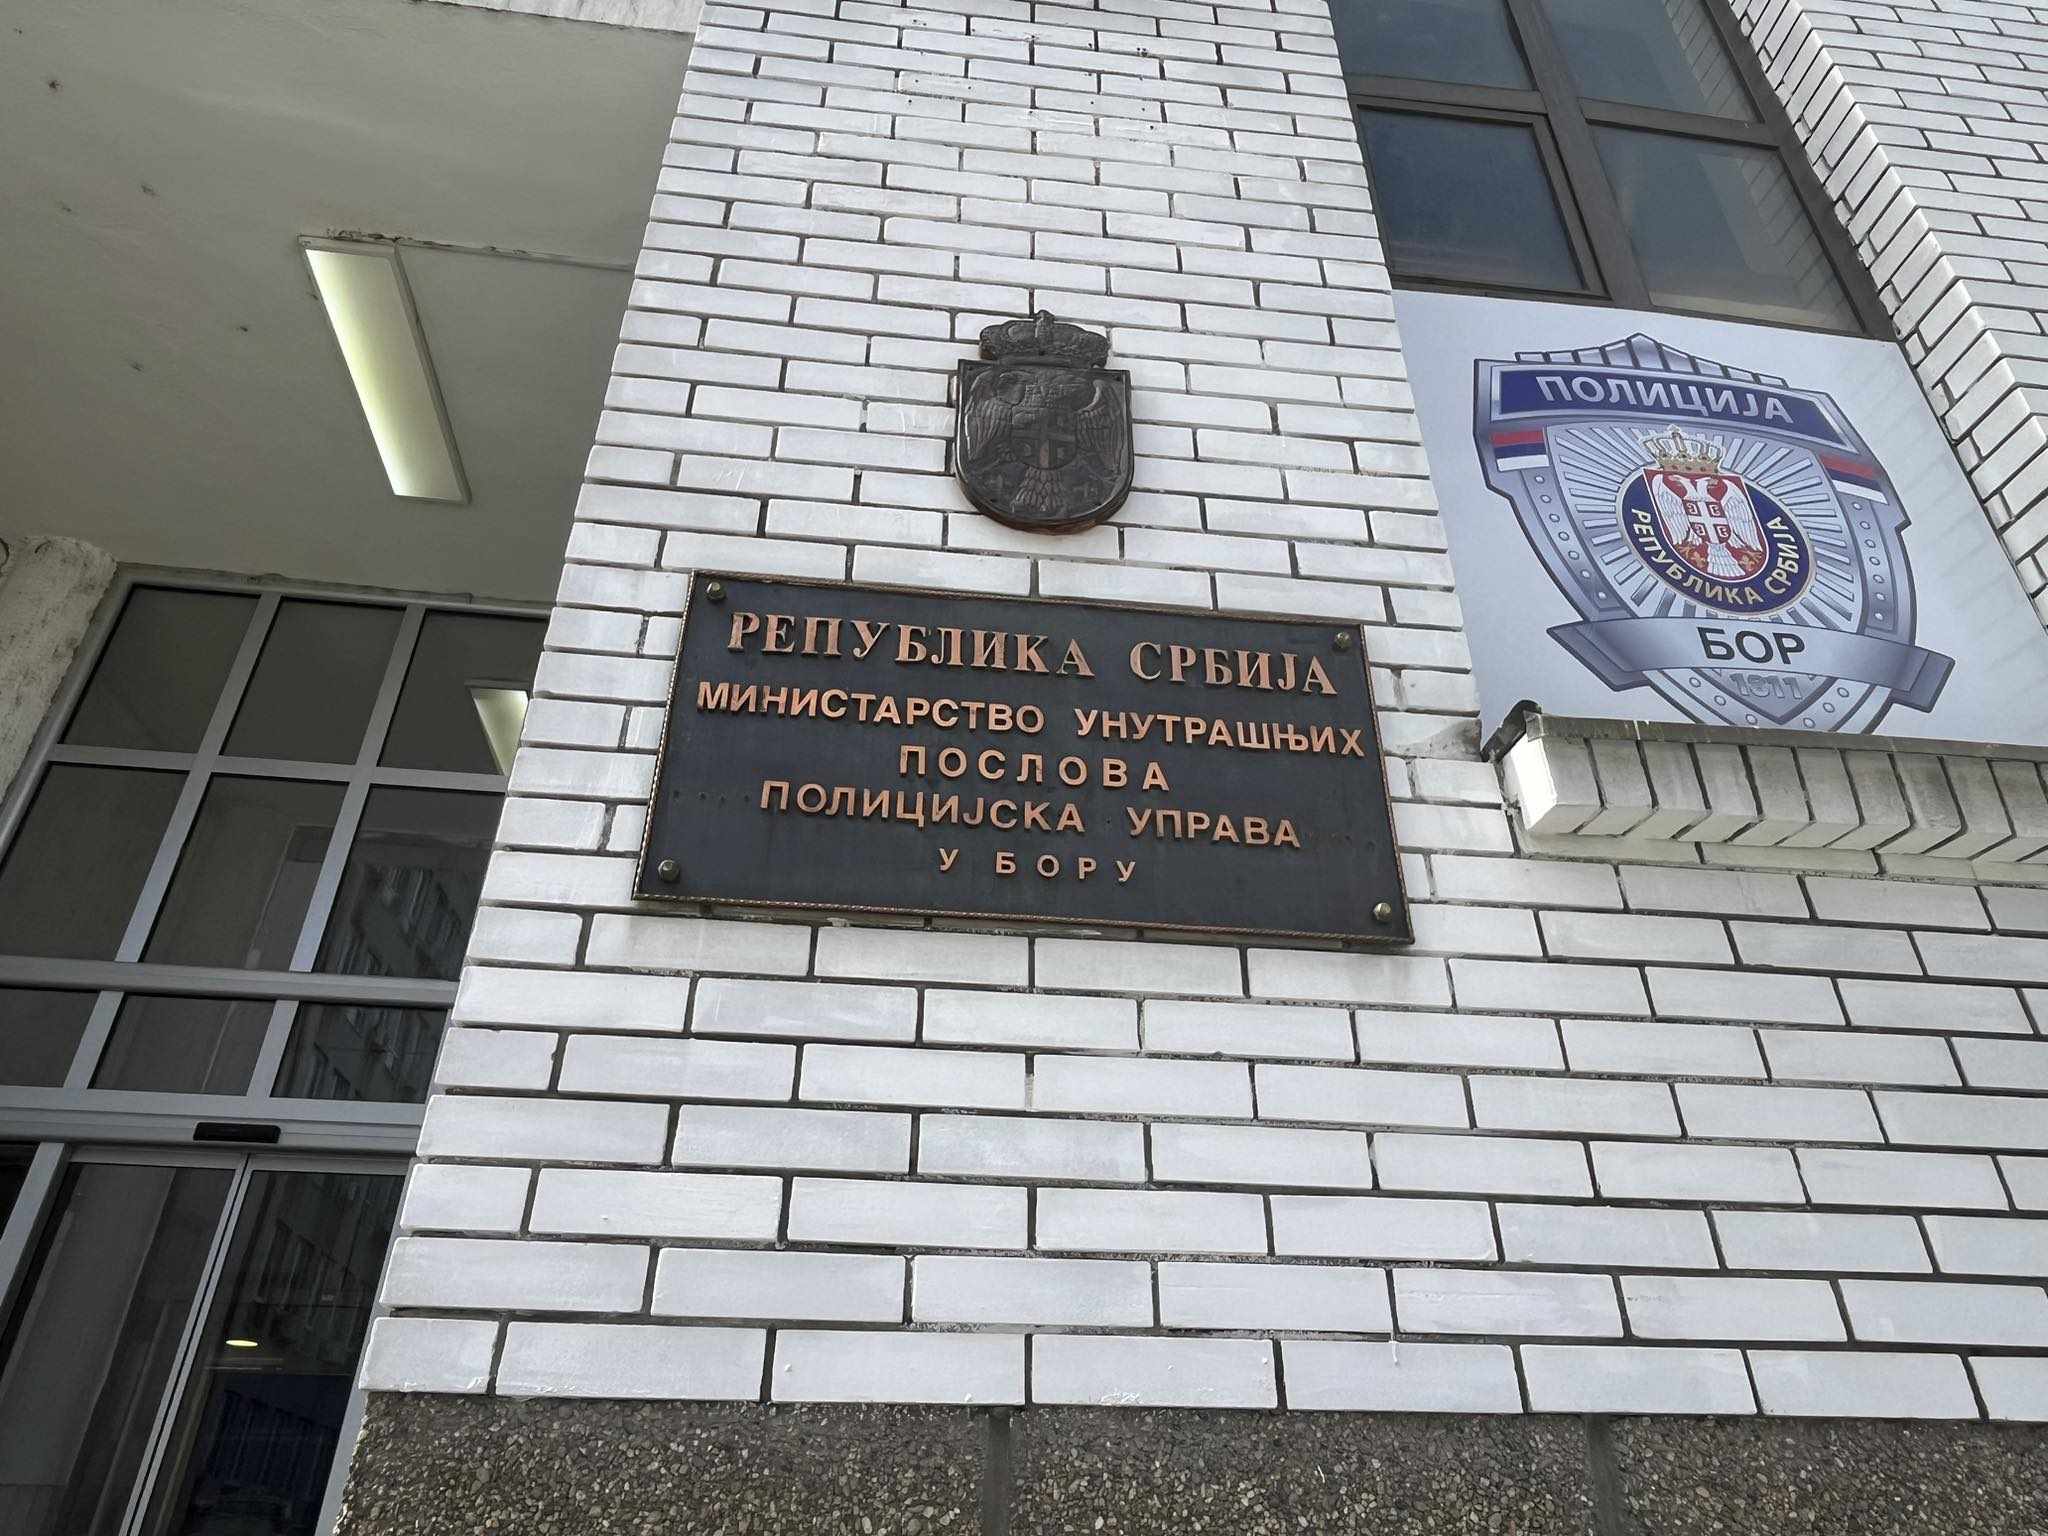 РЕПУБЛИКА СРБИЈА
МИНИСТАРСТВО УНУТРАШЊИХ
ПОСЛОВА
ПОЛИЦИЈСКА УПРАВА
У БОРУ
ПОЛИЦИЈА
РЕПУБЛИКА СРБИЈА
БОР
1811